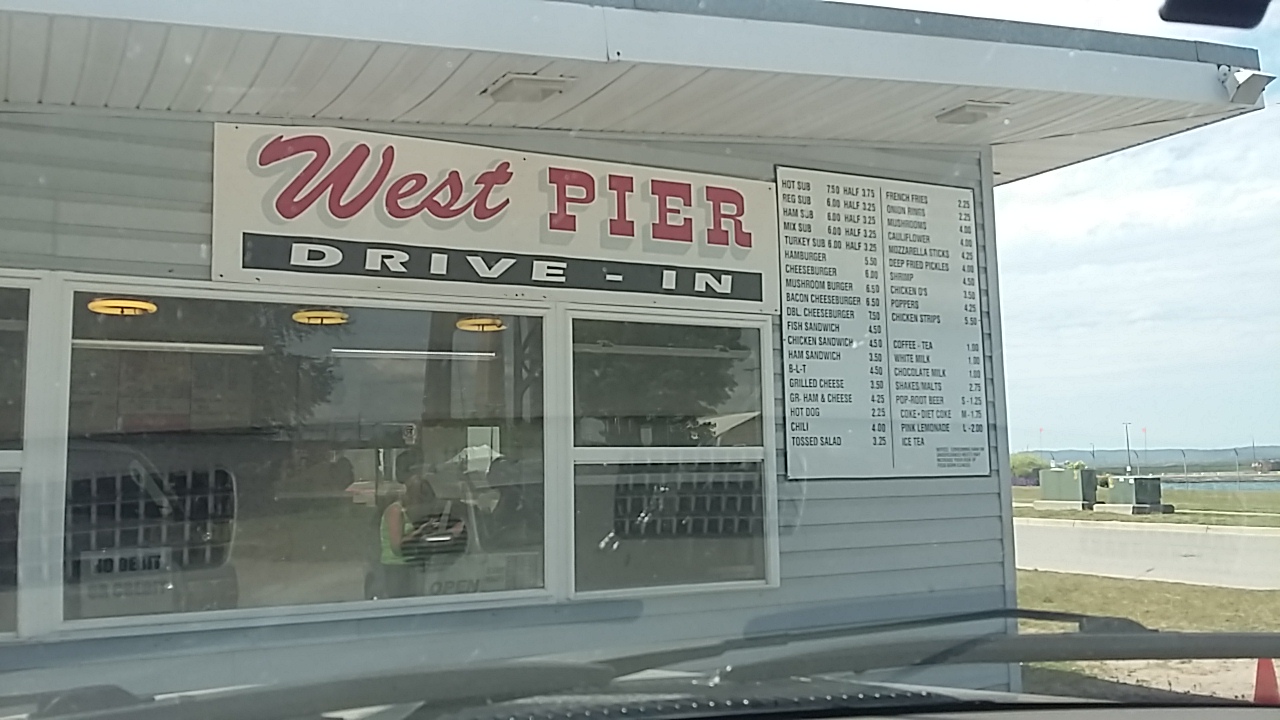 West PIER
DRIVE-IN
HOT SUB 7.50 HALF 3.75
REG SUB 6.00 HALF 3.25
HAM SUB 6.00 HALF 3.25
MIX SUB 6.00 HALF 3.25
TURKEY SUB 6.00 HALF 3.25
HAMBURGER 5.50
CHEESEBURGER 6.00
MUSHROOM BURGER 6.50
BACON CHEESEBURGER 6.50
DBL CHEESEBURGER 7.50
FISH SANDWICH 4.50
CHICKEN SANDWICH 4.50
HAM SANDWICH 3.50
B-L-T 4.50
GRILLED CHEESE 3.50
GR. HAM & CHEESE 4.25
HOT DOG 2.25
CHILI 4.00
TOSSED SALAD 3.25
FRENCH FRIES 2.25
ONION RINGS 2.25
MUSHROOMS 4.00
CAULIFLOWER 4.00
MOZZARELLA STICKS 4.25
DEEP FRIED PICKLES 4.00
SHRIMP 4.50
CHICKEN O'S 3.50
POPPERS 4.25
CHICKEN STRIPS 5.50
COFFEE - TEA 1.00
WHITE MILK 1.00
CHOCOLATE MILK 1.00
SHAKES/MALTS 2.75
POP-ROOT BEER S-1.25
COKE-DIET COKE M-1.75
PINK LEMONADE L-2.00
ICE TEA
NO DEBIT
OR CREDIT
OPEN